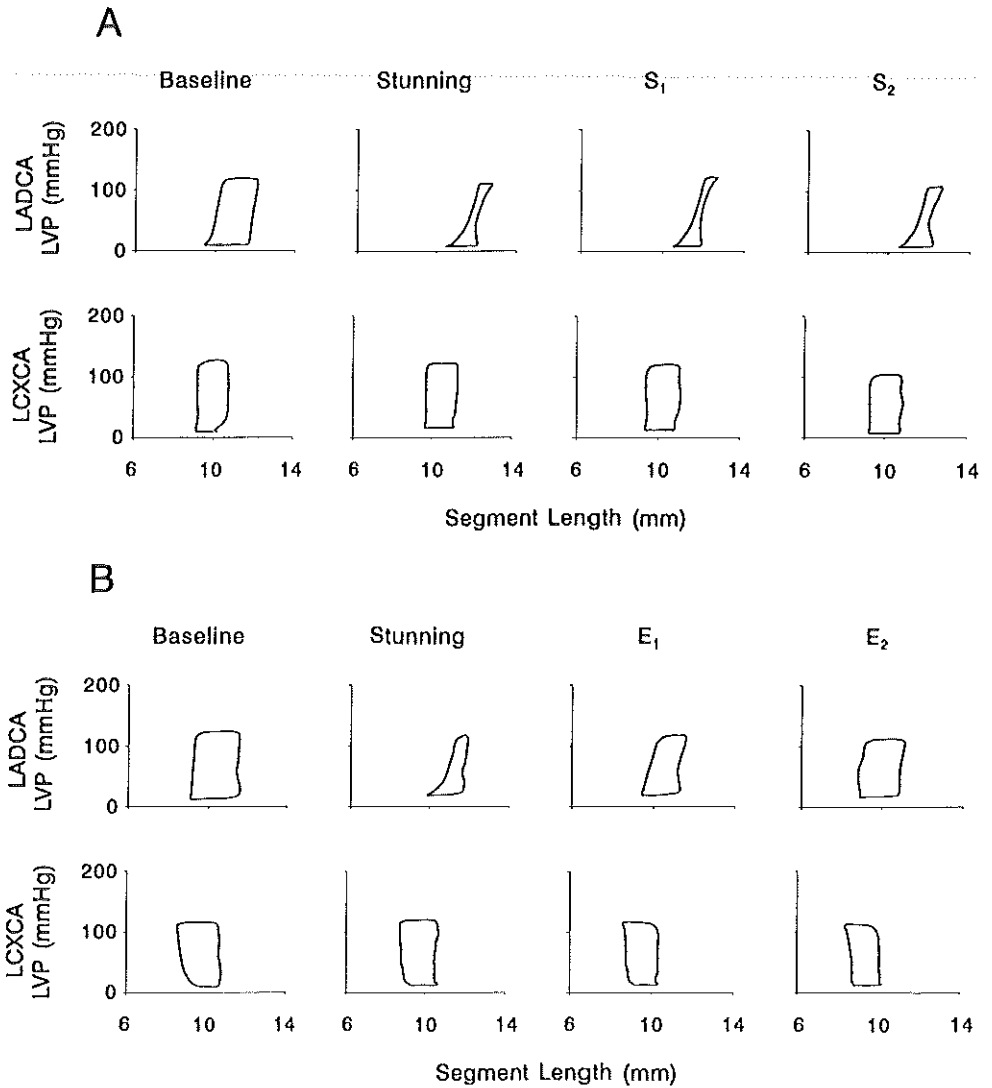 A
Baseline Stunning S₁ S₂
LADCA
LVP (mmHg)
200
100
0
LCXCA
LVP (mmHg)
200
100
0
6 10 14 6 10 14 6 10 14 6 10 14
Segment Length (mm)
B
Baseline Stunning E₁ E₂
LADCA
LVP (mmHg)
200
100
0
LCXCA
LVP (mmHg)
200
100
0
6 10 14 6 10 14 6 10 14 6 10 14
Segment Length (mm)